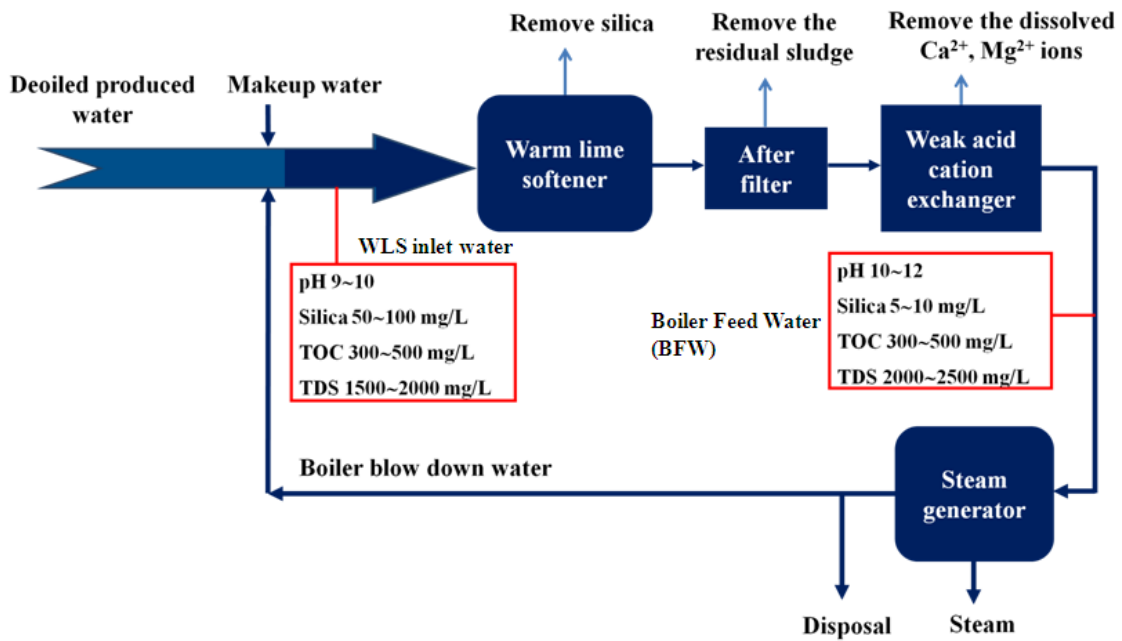 Remove silica
Remove the
residual sludge
Remove the dissolved
Ca²⁺, Mg²⁺ ions
Deoiled produced
water
Makeup water
Warm lime
softener
After
filter
Weak acid
cation
exchanger
WLS inlet water
pH 9~10
Silica 50~100 mg/L
TOC 300~500 mg/L
TDS 1500~2000 mg/L
Boiler Feed Water
(BFW)
pH 10~12
Silica 5~10 mg/L
TOC 300~500 mg/L
TDS 2000~2500 mg/L
Boiler blow down water
Steam
generator
Disposal
Steam